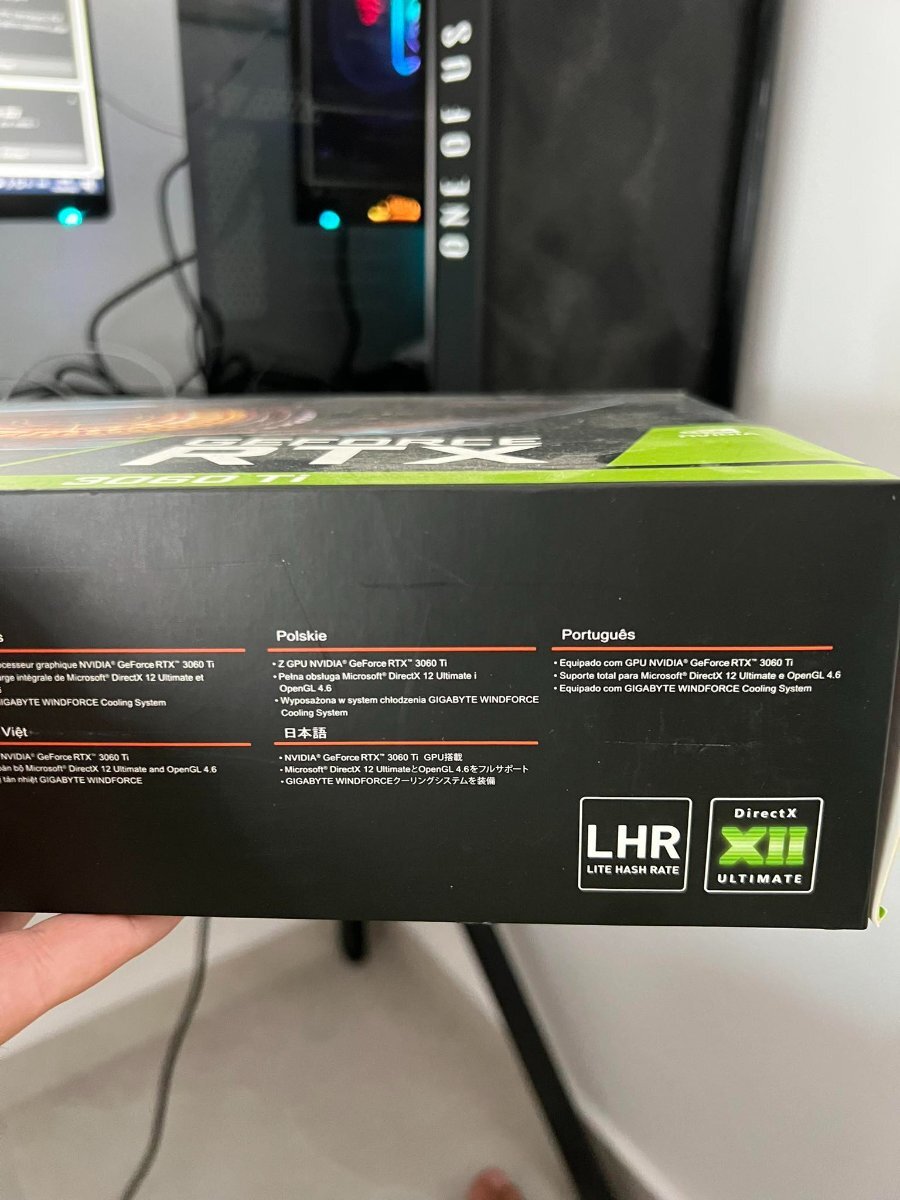 ONE OF US
GEFORCE
RTX
3060 Ti
NVIDIA
s
ocesseur graphique NVIDIA® GeForce RTX™ 3060 Ti
rge intégrale de Microsoft® DirectX 12 Ultimate et
s
IGABYTE WINDFORCE Cooling System
Polskie
• Z GPU NVIDIA® GeForce RTX™ 3060 Ti
• Pełna obsługa Microsoft® DirectX 12 Ultimate i
OpenGL 4.6
• Wyposażona w system chłodzenia GIGABYTE WINDFORCE
Cooling System
Português
• Equipado com GPU NVIDIA® GeForce RTX™ 3060 Ti
• Suporte total para Microsoft® DirectX 12 Ultimate e OpenGL 4.6
• Equipado com GIGABYTE WINDFORCE Cooling System
Việt
NVIDIA® GeForce RTX™ 3060 Ti
oàn bộ Microsoft® DirectX 12 Ultimate and OpenGL 4.6
tản nhiệt GIGABYTE WINDFORCE
日本語
• NVIDIA® GeForce RTX™ 3060 Ti GPU搭載
• Microsoft® DirectX 12 UltimateとOpenGL 4.6をフルサポート
• GIGABYTE WINDFORCEクーリングシステムを装備
LHR
LITE HASH RATE
DirectX
XII
ULTIMATE